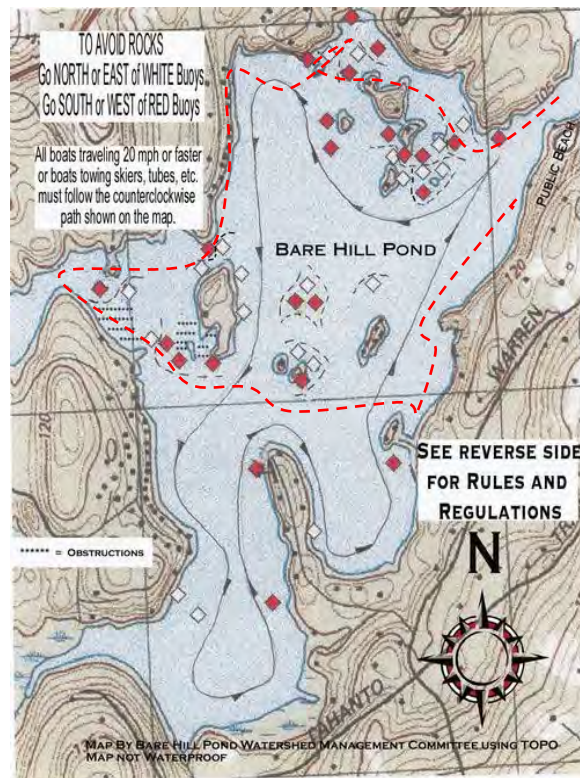 TO AVOID ROCKS
Go NORTH or EAST of WHITE Buoys
Go SOUTH or WEST of RED Buoys
All boats traveling 20 mph or faster
or boats towing skiers, tubes, etc.
must follow the counterclockwise
path shown on the map.
PUBLIC BEACH
BARE HILL POND
120
WARREN
120
SEE REVERSE SIDE
FOR RULES AND
REGULATIONS
N
****** = OBSTRUCTIONS
TAHANTO
MAP BY BARE HILL POND WATERSHED MANAGEMENT COMMITTEE USING TOPO
MAP NOT WATERPROOF